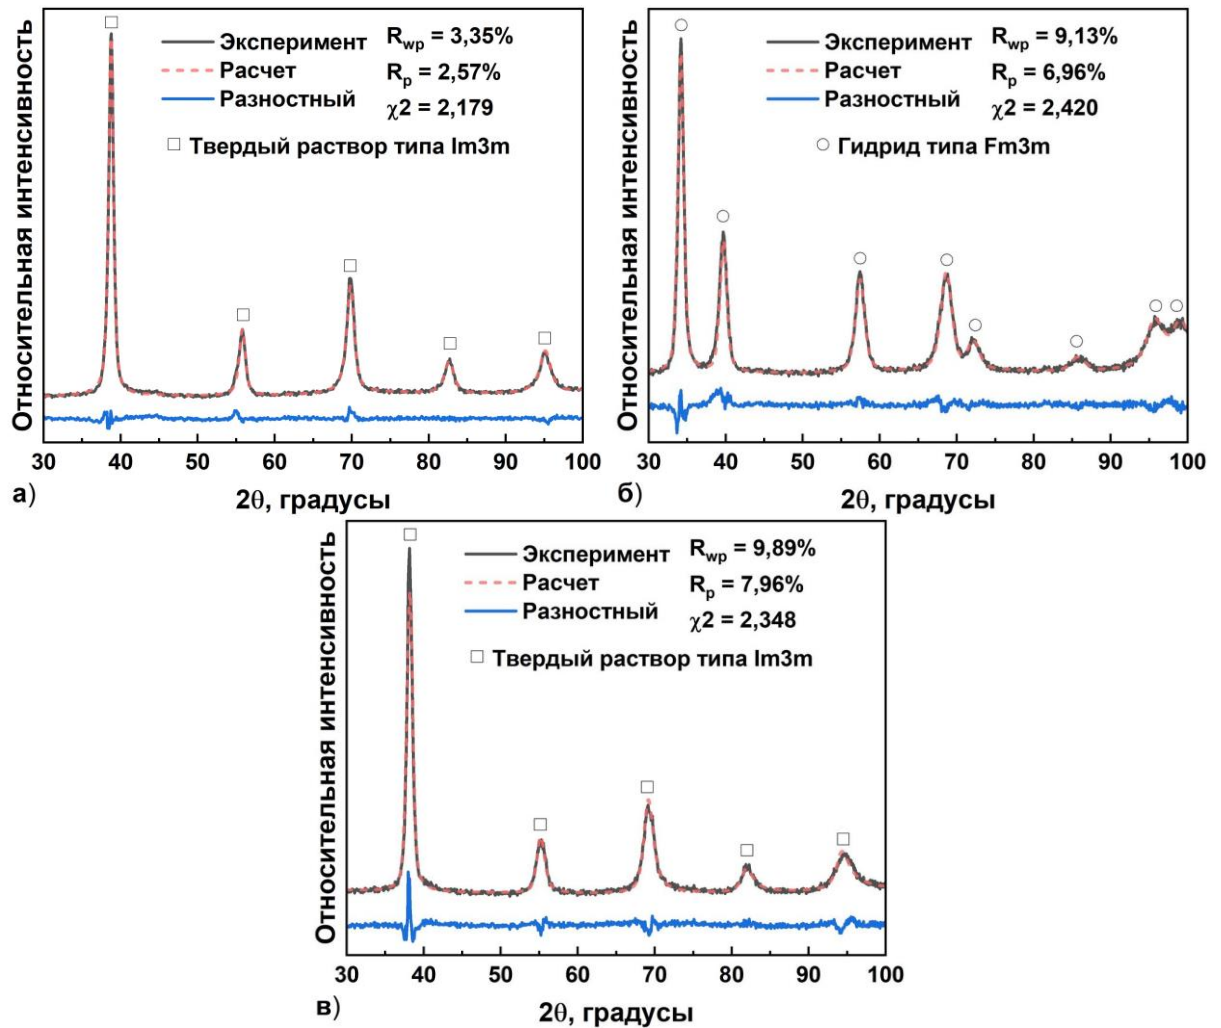 Относительная интенсивность
Эксперимент
Расчет
Разностный
R_wp = 3,35%
R_p = 2,57%
χ2 = 2,179
Твердый раствор типа Im3m
30 40 50 60 70 80 90 100
а)
2θ, градусы
Относительная интенсивность
Эксперимент
Расчет
Разностный
R_wp = 9,13%
R_p = 6,96%
χ2 = 2,420
Гидрид типа Fm3m
30 40 50 60 70 80 90 100
б)
2θ, градусы
Относительная интенсивность
Эксперимент
Расчет
Разностный
R_wp = 9,89%
R_p = 7,96%
χ2 = 2,348
Твердый раствор типа Im3m
30 40 50 60 70 80 90 100
в)
2θ, градусы